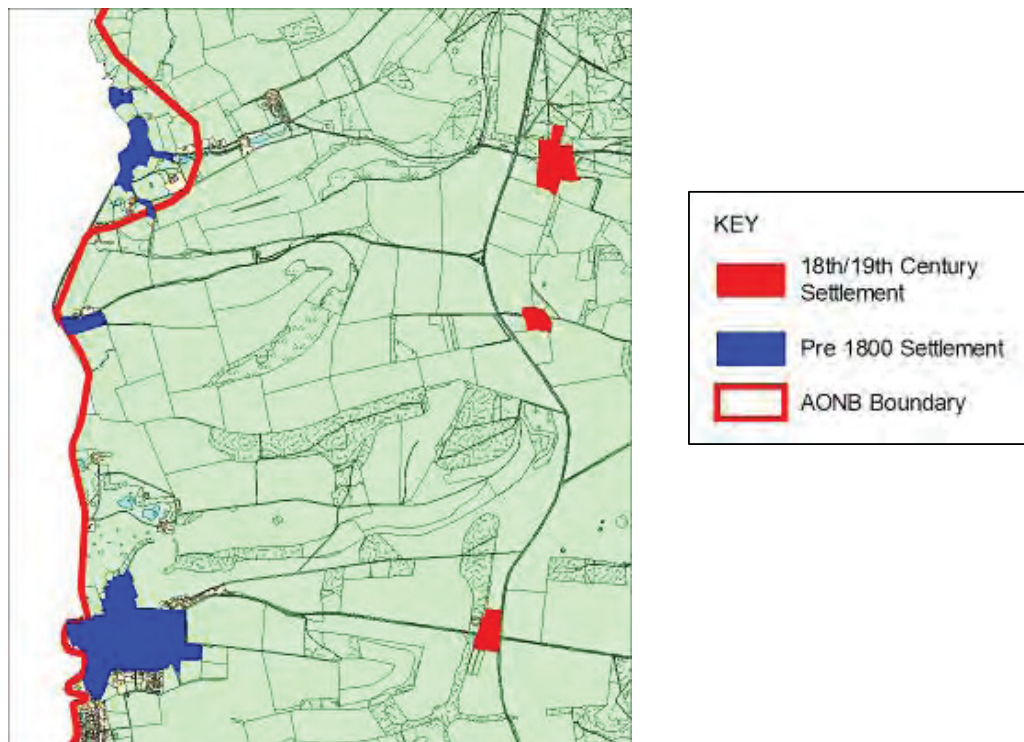 KEY
18th/19th Century
Settlement
Pre 1800 Settlement
AONB Boundary